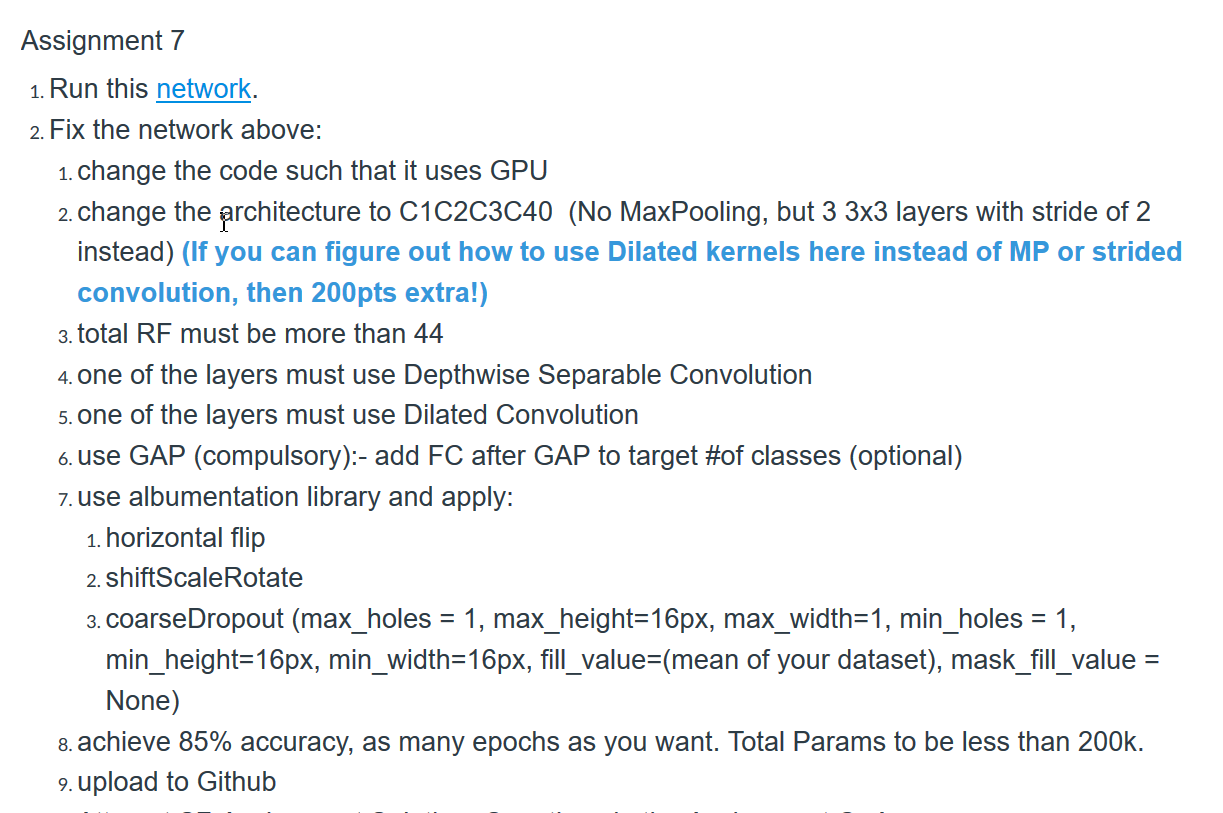 Assignment 7
1. Run this network.
2. Fix the network above:
1. change the code such that it uses GPU
2. change the architecture to C1C2C3C40 (No MaxPooling, but 3 3x3 layers with stride of 2
instead) (If you can figure out how to use Dilated kernels here instead of MP or strided
convolution, then 200pts extra!)
3. total RF must be more than 44
4. one of the layers must use Depthwise Separable Convolution
5. one of the layers must use Dilated Convolution
6. use GAP (compulsory):- add FC after GAP to target #of classes (optional)
7. use albumentation library and apply:
1. horizontal flip
2. shiftScaleRotate
3. coarseDropout (max_holes = 1, max_height=16px, max_width=1, min_holes = 1,
min_height=16px, min_width=16px, fill_value=(mean of your dataset), mask_fill_value =
None)
8. achieve 85% accuracy, as many epochs as you want. Total Params to be less than 200k.
9. upload to Github